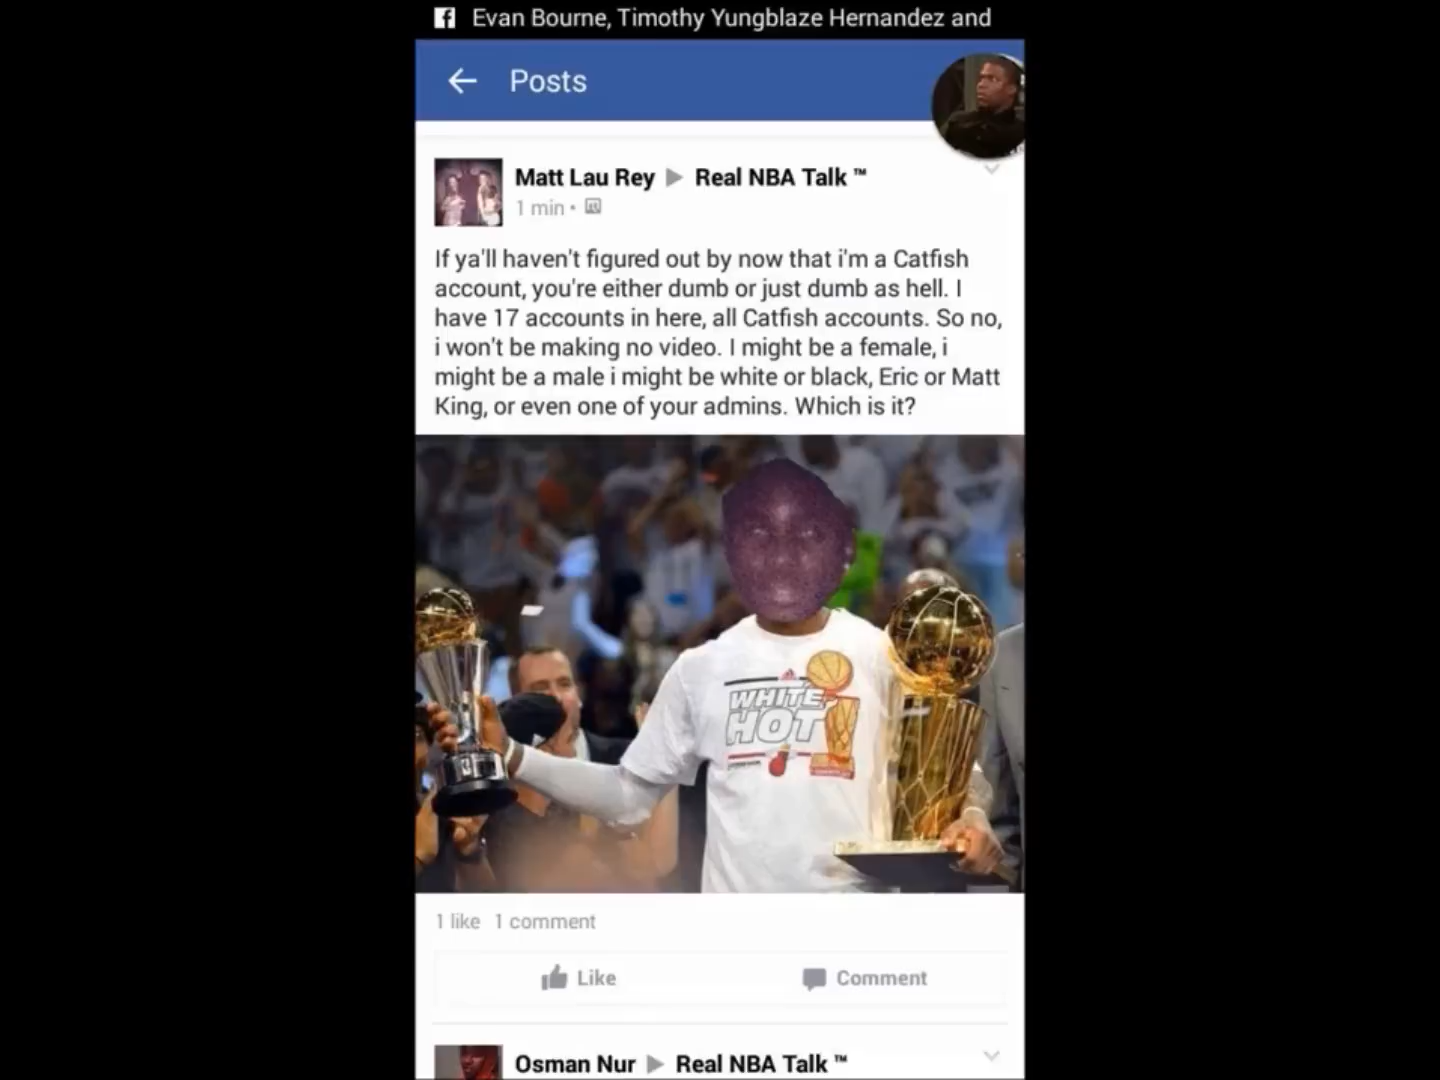 Evan Bourne, Timothy Yungblaze Hernandez and
Posts
Matt Lau Rey ▶ Real NBA Talk ™
1 min •
If ya'll haven't figured out by now that i'm a Catfish
account, you're either dumb or just dumb as hell. I
have 17 accounts in here, all Catfish accounts. So no,
i won't be making no video. I might be a female, i
might be a male i might be white or black, Eric or Matt
King, or even one of your admins. Which is it?
WHITE
HOT
1 like 1 comment
Like Comment
Osman Nur ▶ Real NBA Talk ™